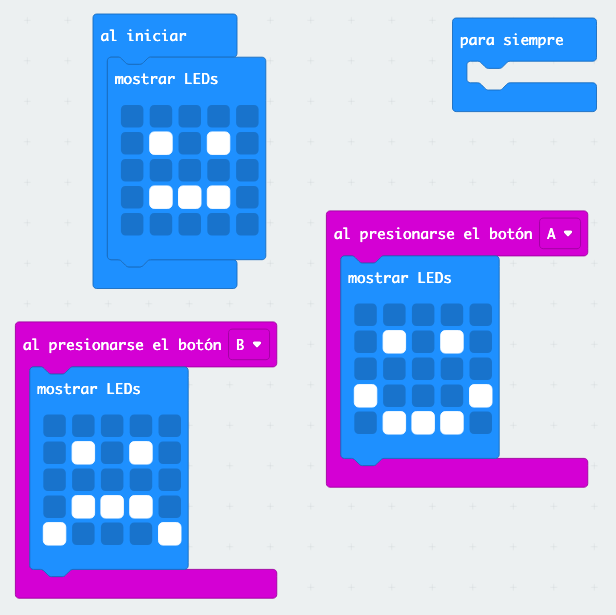 al iniciar
mostrar LEDs
para siempre
al presionarse el botón A
mostrar LEDs
al presionarse el botón B
mostrar LEDs